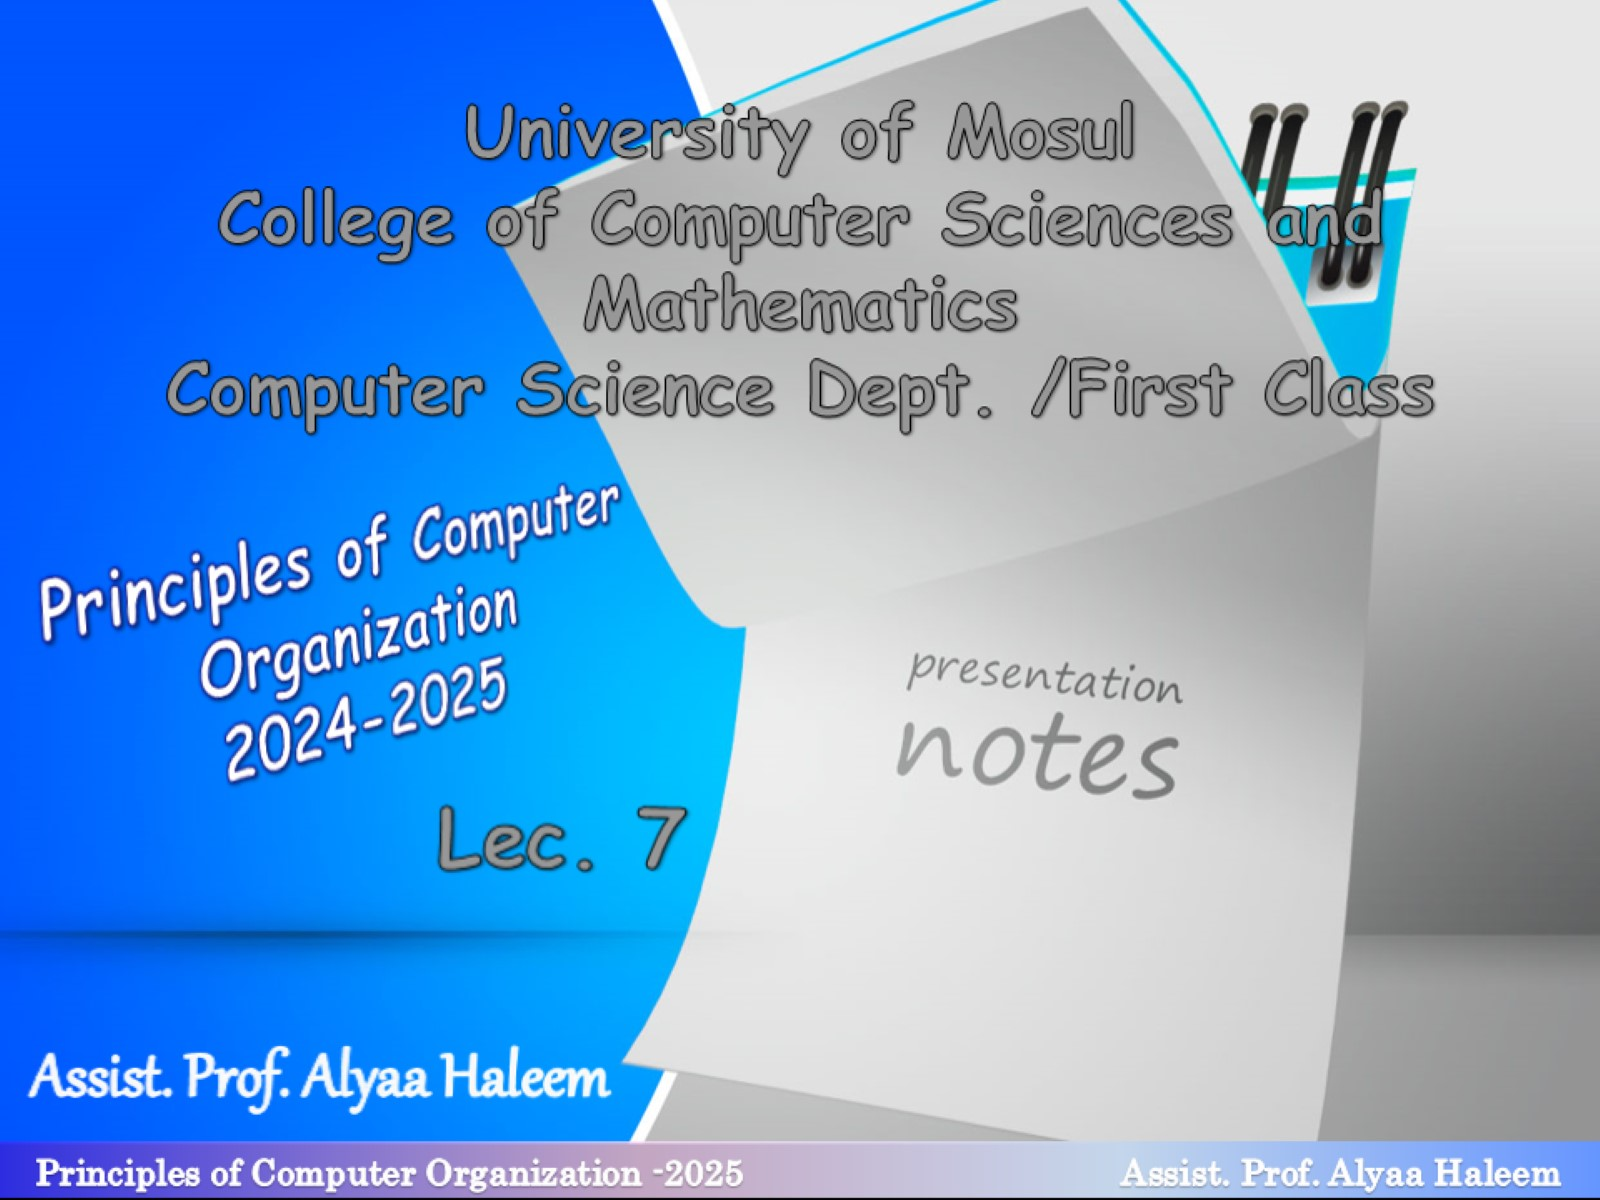 University of Mosul
College of Computer Sciences and
Mathematics
Computer Science Dept. /First Class
Principles of Computer
Organization
2024-2025
presentation
notes
Lec. 7
Assist. Prof. Alyaa Haleem
Principles of Computer Organization -2025
Assist. Prof. Alyaa Haleem